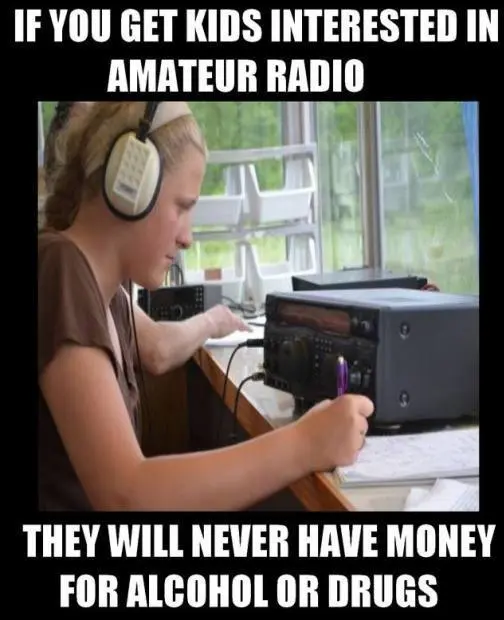 IF YOU GET KIDS INTERESTED IN
AMATEUR RADIO
THEY WILL NEVER HAVE MONEY
FOR ALCOHOL OR DRUGS